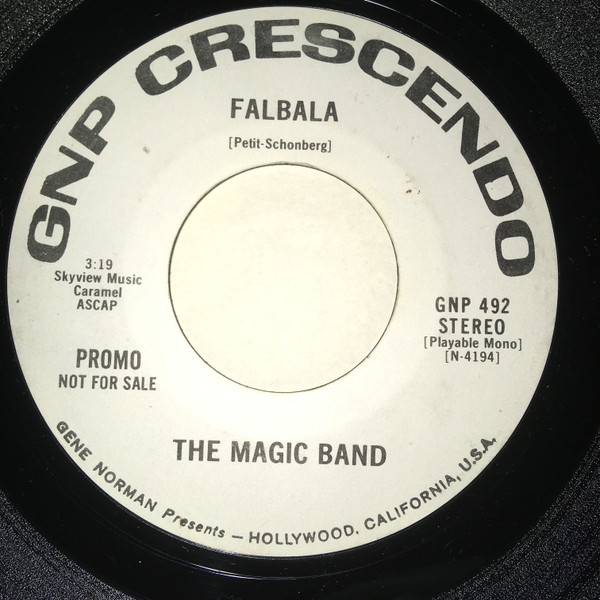 GNP CRESCENDO
FALBALA
[Petit-Schonberg]
3:19
Skyview Music
Caramel
ASCAP
PROMO
NOT FOR SALE
GNP 492
STEREO
[Playable Mono]
[N-4194]
THE MAGIC BAND
GENE NORMAN Presents — HOLLYWOOD, CALIFORNIA, U.S.A.